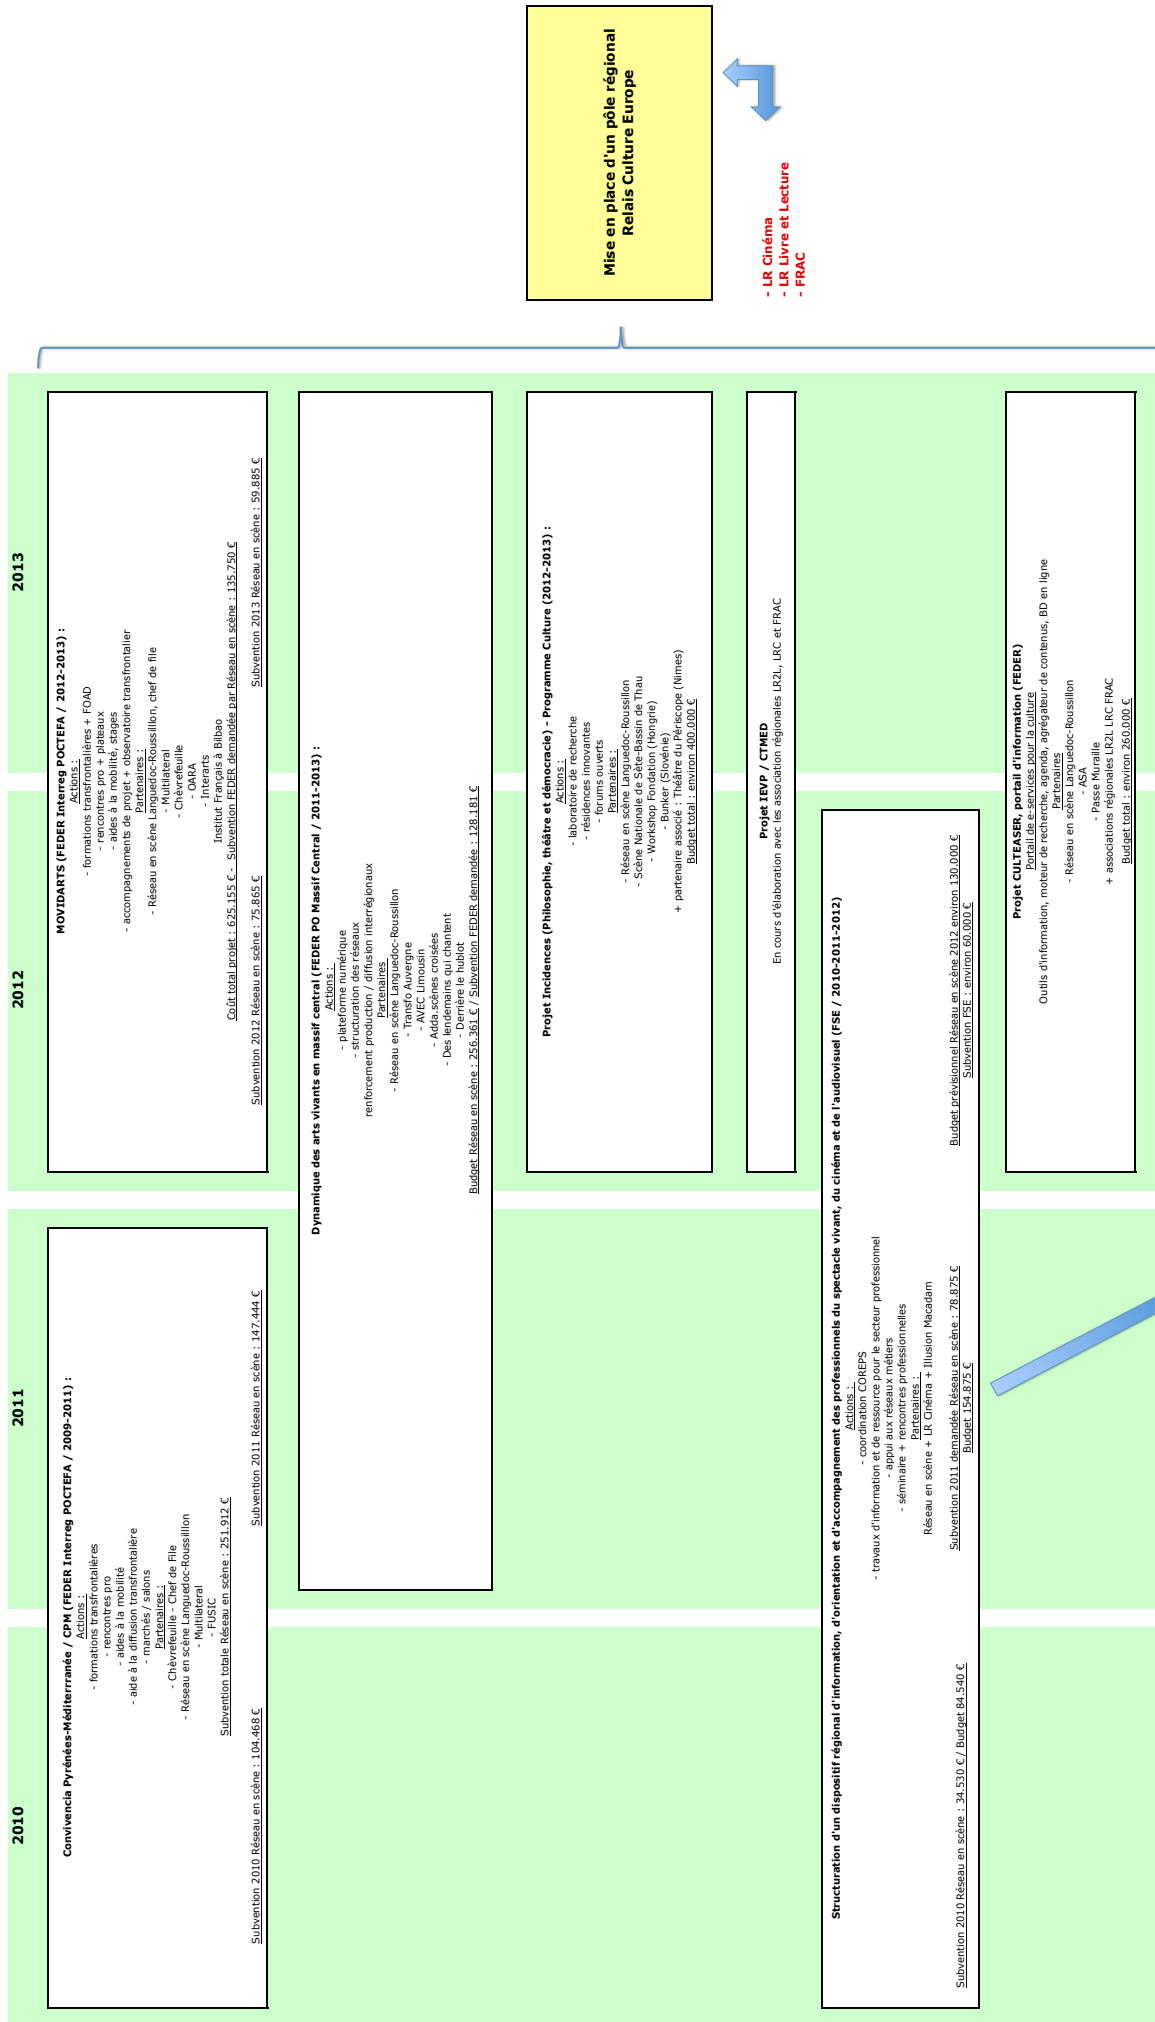 2010
2011
2012
2013
Convivencia Pyrénées-Méditerrranée / CPM (FEDER Interreg POCTEFA / 2009-2011) :
Actions :
- formations transfrontalières
- rencontres pro
- aides à la mobilité
- aide à la diffusion transfrontalière
- marchés / salons
Partenaires :
- Chèvrefeuille - Chef de File
- Réseau en scène Languedoc-Roussilllon
- Multilateral
- FUSIC
Subvention totale Réseau en scène : 251.912 €
Subvention 2010 Réseau en scène : 104.468 €
Subvention 2011 Réseau en scène : 147.444 €
MOVIDARTS (FEDER Interreg POCTEFA / 2012-2013) :
Actions :
- formations transfrontalières + FOAD
- rencontres pro + plateaux
- aides à la mobilité, stages
- accompagnements de projet + observatoire transfrontalier
Partenaires :
- Réseau en scène Languedoc-Roussilllon, chef de file
- Multilateral
- Chèvrefeuille
- OARA
- Interarts
Institut Français à Bilbao
Coût total projet : 625.155 € - Subvention FEDER demandée par Réseau en scène : 135.750 €
Subvention 2012 Réseau en scène : 75.865 €
Subvention 2013 Réseau en scène : 59.885 €
Dynamique des arts vivants en massif central (FEDER PO Massif Central / 2011-2013) :
Actions :
- plateforme numérique
- structuration des réseaux
renforcement production / diffusion interrégionaux
Partenaires
- Réseau en scène Languedoc-Roussillon
- Transfo Auvergne
- AVEC Limousin
- Adda.scènes croisées
- Des lendemains qui chantent
- Derrière le hublot
Budget Réseau en scène : 256.361 € / Subvention FEDER demandée : 128.181 €
Projet Incidences (Philosophie, théâtre et démocracie) - Programme Culture (2012-2013) :
Actions :
- laboratoire de recherche
- résidences innovantes
- forums ouverts
Partenaires :
- Réseau en scène Languedoc-Roussillon
- Scène Nationale de Sète-Bassin de Thau
- Workshop Fondation (Hongrie)
- Bunker (Slovénie)
+ partenaire associé : Théâtre du Périscope (Nimes)
Budget total : environ 400.000 €
Projet IEVP / CTMED
En cours d'élaboration avec les association régionales LR2L, LRC et FRAC
Structuration d'un dispositif régional d'information, d'orientation et d'accompagnement des professionnels du spectacle vivant, du cinéma et de l'audiovisuel (FSE / 2010-2011-2012)
Actions :
- coordination COREPS
- travaux d'information et de ressource pour le secteur professionnel
- appui aux réseaux métiers
- séminaire + rencontres professionnelles
Partenaires :
Réseau en scène + LR Cinéma + Illusion Macadam
Subvention 2010 Réseau en scène : 34.530 € / Budget 84.540 €
Subvention 2011 demandée Réseau en scène : 78.875 €
Budget 154.875 €
Budget prévisionnel Réseau en scène 2012 environ 130.000 €
Subvention FSE : environ 60.000 €
Projet CULTEASER, portail d'information (FEDER)
Portail de e-services pour la culture
Outils d'information, moteur de recherche, agenda, agrégateur de contenus, BD en ligne
Partenaires
- Réseau en scène Languedoc-Roussillon
- ASA
- Passe Muraille
+ associations régionales LR2L LRC FRAC
Budget total : environ 260.000 €
Mise en place d'un pôle régional
Relais Culture Europe
- LR Cinéma
- LR Livre et Lecture
- FRAC